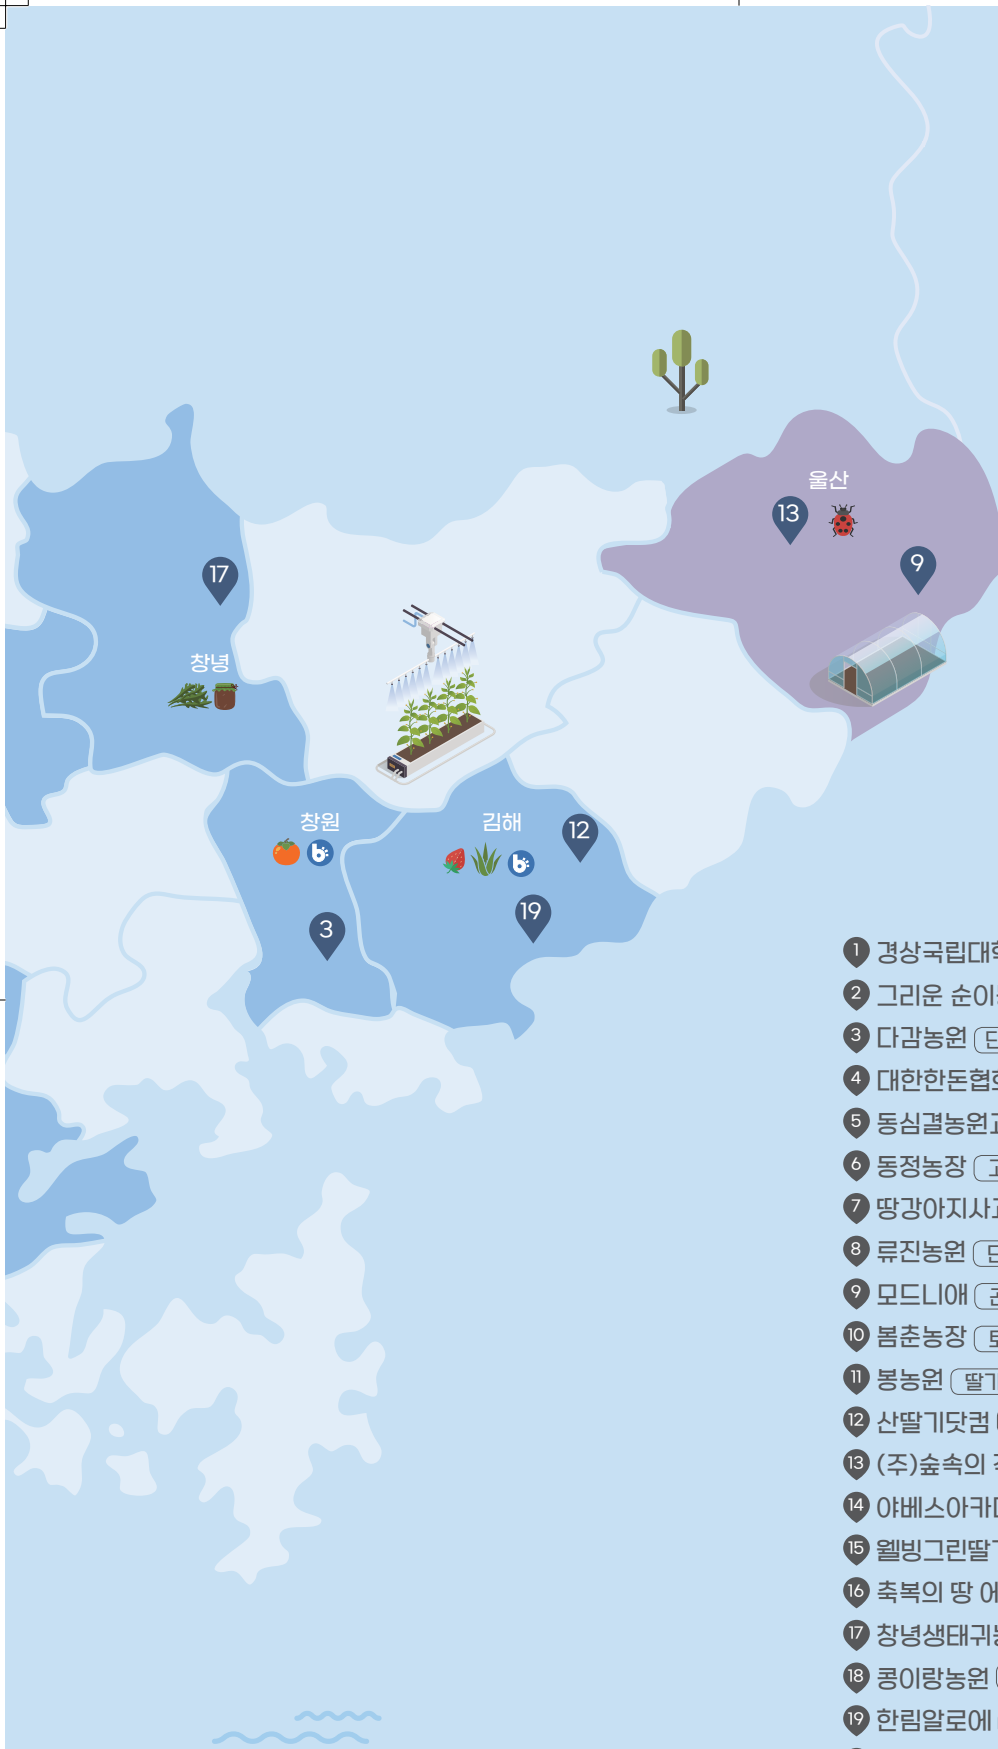 울산
13
9
17
창녕
창원
김해
12
19
3
1 경상국립대
2 그리운 순이
3 다감농원
4 대한한돈협
5 동심결농원
6 동정농장
7 땅강아지사
8 류진농원
9 모드니애
10 봄춘농장
11 봉농원 딸기
12 산딸기닷컴
13 (주)숲속의
14 야베스아카
15 웰빙그린딸
16 축복의 땅 에
17 창녕생태귀
18 콩이랑농원
19 한림알로에